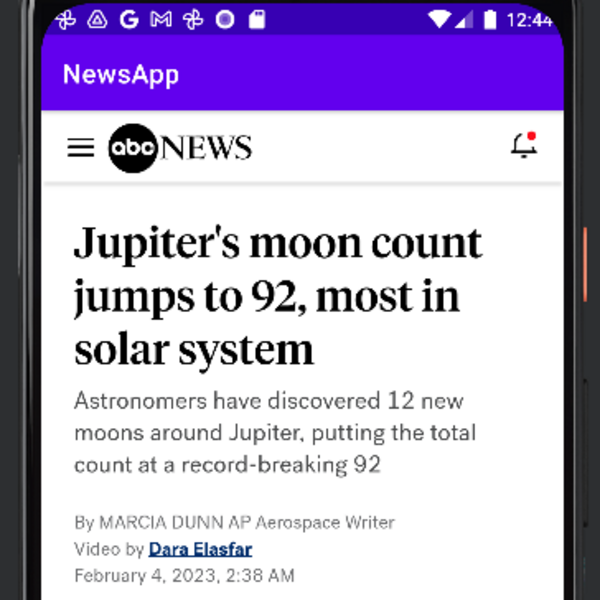 12:44
NewsApp
abc NEWS
Jupiter's moon count
jumps to 92, most in
solar system
Astronomers have discovered 12 new
moons around Jupiter, putting the total
count at a record-breaking 92
By MARCIA DUNN AP Aerospace Writer
Video by Dara Elasfar
February 4, 2023, 2:38 AM